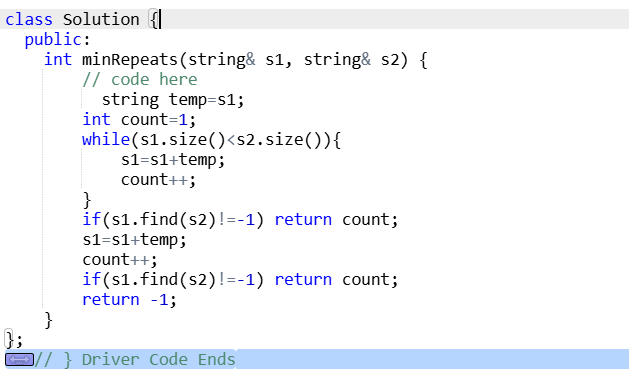 class Solution {
  public:
    int minRepeats(string& s1, string& s2) {
        // code here
          string temp=s1;
        int count=1;
        while(s1.size()<s2.size()){
            s1=s1+temp;
            count++;
        }
        if(s1.find(s2)!=-1) return count;
        s1=s1+temp;
        count++;
        if(s1.find(s2)!=-1) return count;
        return -1;
    }
};
// } Driver Code Ends